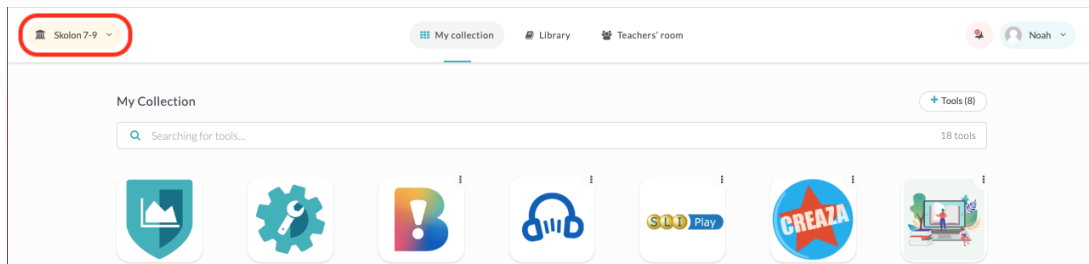 Skolon 7-9
My collection
Library
Teachers' room
Noah
My Collection
+ Tools (8)
Searching for tools...
18 tools
B!
SLI Play
CREAZA